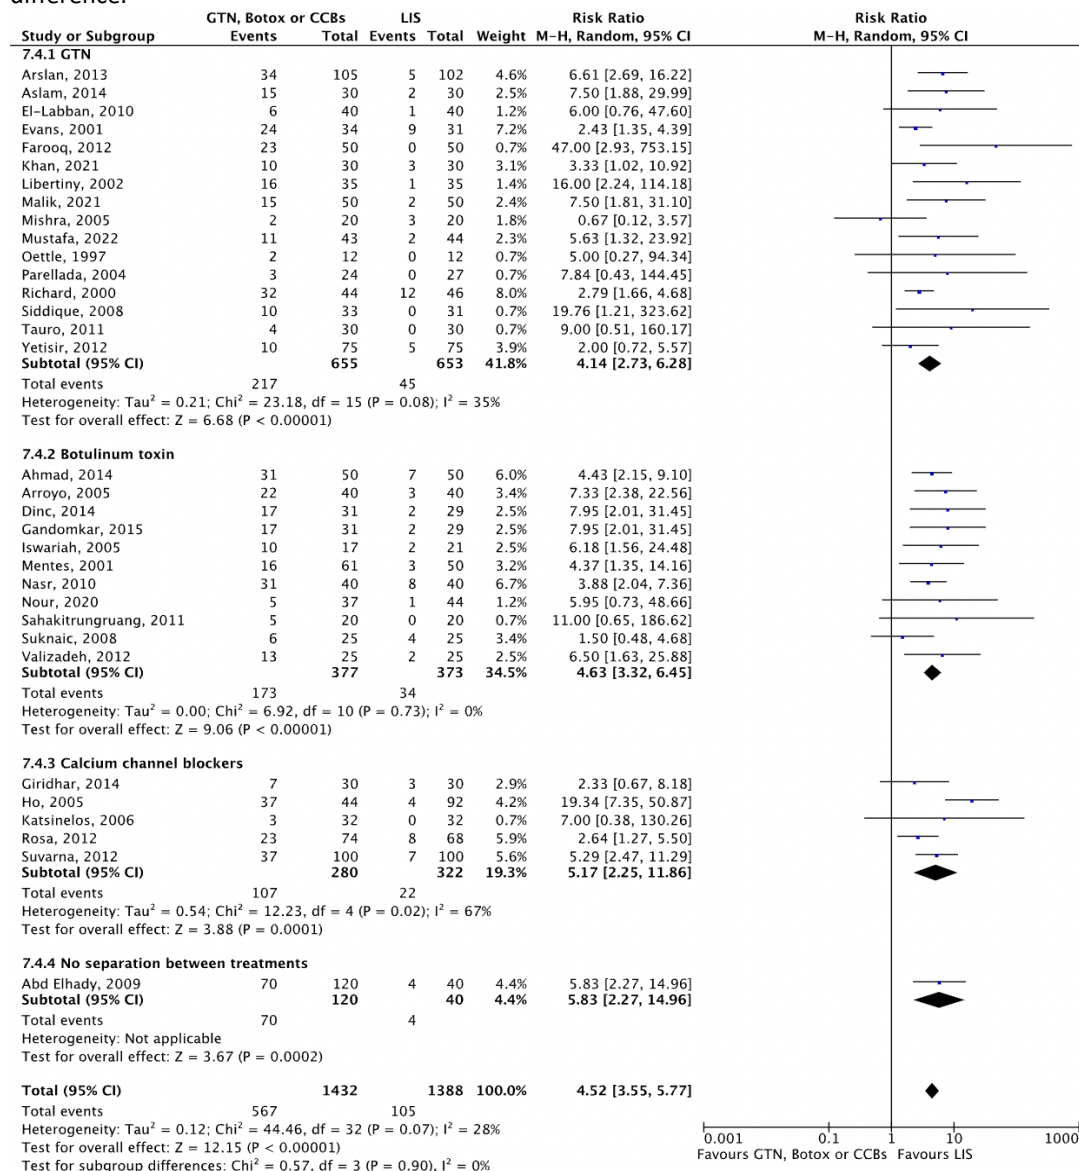 difference.
GTN, Botox or CCBs LIS Risk Ratio Risk Ratio
Study or Subgroup Events Total Events Total Weight M-H, Random, 95% CI M-H, Random, 95% CI
7.4.1 GTN
Arslan, 2013 34 105 5 102 4.6% 6.61 [2.69, 16.22]
Aslam, 2014 15 30 2 30 2.5% 7.50 [1.88, 29.99]
El-Labban, 2010 6 40 1 40 1.2% 6.00 [0.76, 47.60]
Evans, 2001 24 34 9 31 7.2% 2.43 [1.35, 4.39]
Farooq, 2012 23 50 0 50 0.7% 47.00 [2.93, 753.15]
Khan, 2021 10 30 3 30 3.1% 3.33 [1.02, 10.92]
Libertiny, 2002 16 35 1 35 1.4% 16.00 [2.24, 114.18]
Malik, 2021 15 50 2 50 2.4% 7.50 [1.81, 31.10]
Mishra, 2005 2 20 3 20 1.8% 0.67 [0.12, 3.57]
Mustafa, 2022 11 43 2 44 2.3% 5.63 [1.32, 23.92]
Oettle, 1997 2 12 0 12 0.7% 5.00 [0.27, 94.34]
Parellada, 2004 3 24 0 27 0.7% 7.84 [0.43, 144.45]
Richard, 2000 32 44 12 46 8.0% 2.79 [1.66, 4.68]
Siddique, 2008 10 33 0 31 0.7% 19.76 [1.21, 323.62]
Tauro, 2011 4 30 0 30 0.7% 9.00 [0.51, 160.17]
Yetisir, 2012 10 75 5 75 3.9% 2.00 [0.72, 5.57]
Subtotal (95% CI) 655 653 41.8% 4.14 [2.73, 6.28]
Total events 217 45
Heterogeneity: Tau² = 0.21; Chi² = 23.18, df = 15 (P = 0.08); I² = 35%
Test for overall effect: Z = 6.68 (P < 0.00001)
7.4.2 Botulinum toxin
Ahmad, 2014 31 50 7 50 6.0% 4.43 [2.15, 9.10]
Arroyo, 2005 22 40 3 40 3.4% 7.33 [2.38, 22.56]
Dinc, 2014 17 31 2 29 2.5% 7.95 [2.01, 31.45]
Gandomkar, 2015 17 31 2 29 2.5% 7.95 [2.01, 31.45]
Iswariah, 2005 10 17 2 21 2.5% 6.18 [1.56, 24.48]
Mentes, 2001 16 61 3 50 3.2% 4.37 [1.35, 14.16]
Nasr, 2010 31 40 8 40 6.7% 3.88 [2.04, 7.36]
Nour, 2020 5 37 1 44 1.2% 5.95 [0.73, 48.66]
Sahakitrungruang, 2011 5 20 0 20 0.7% 11.00 [0.65, 186.62]
Suknaic, 2008 6 25 4 25 3.4% 1.50 [0.48, 4.68]
Valizadeh, 2012 13 25 2 25 2.5% 6.50 [1.63, 25.88]
Subtotal (95% CI) 377 373 34.5% 4.63 [3.32, 6.45]
Total events 173 34
Heterogeneity: Tau² = 0.00; Chi² = 6.92, df = 10 (P = 0.73); I² = 0%
Test for overall effect: Z = 9.06 (P < 0.00001)
7.4.3 Calcium channel blockers
Giridhar, 2014 7 30 3 30 2.9% 2.33 [0.67, 8.18]
Ho, 2005 37 44 4 92 4.2% 19.34 [7.35, 50.87]
Katsinelos, 2006 3 32 0 32 0.7% 7.00 [0.38, 130.26]
Rosa, 2012 23 74 8 68 5.9% 2.64 [1.27, 5.50]
Suvarna, 2012 37 100 7 100 5.6% 5.29 [2.47, 11.29]
Subtotal (95% CI) 280 322 19.3% 5.17 [2.25, 11.86]
Total events 107 22
Heterogeneity: Tau² = 0.54; Chi² = 12.23, df = 4 (P = 0.02); I² = 67%
Test for overall effect: Z = 3.88 (P = 0.0001)
7.4.4 No separation between treatments
Abd Elhady, 2009 70 120 4 40 4.4% 5.83 [2.27, 14.96]
Subtotal (95% CI) 120 40 4.4% 5.83 [2.27, 14.96]
Total events 70 4
Heterogeneity: Not applicable
Test for overall effect: Z = 3.67 (P = 0.0002)
Total (95% CI) 1432 1388 100.0% 4.52 [3.55, 5.77]
Total events 567 105
Heterogeneity: Tau² = 0.12; Chi² = 44.46, df = 32 (P = 0.07); I² = 28%
Test for overall effect: Z = 12.15 (P < 0.00001)
Test for subgroup differences: Chi² = 0.57, df = 3 (P = 0.90), I² = 0%
0.001 0.1 1 10 1000
Favours GTN, Botox or CCBs Favours LIS